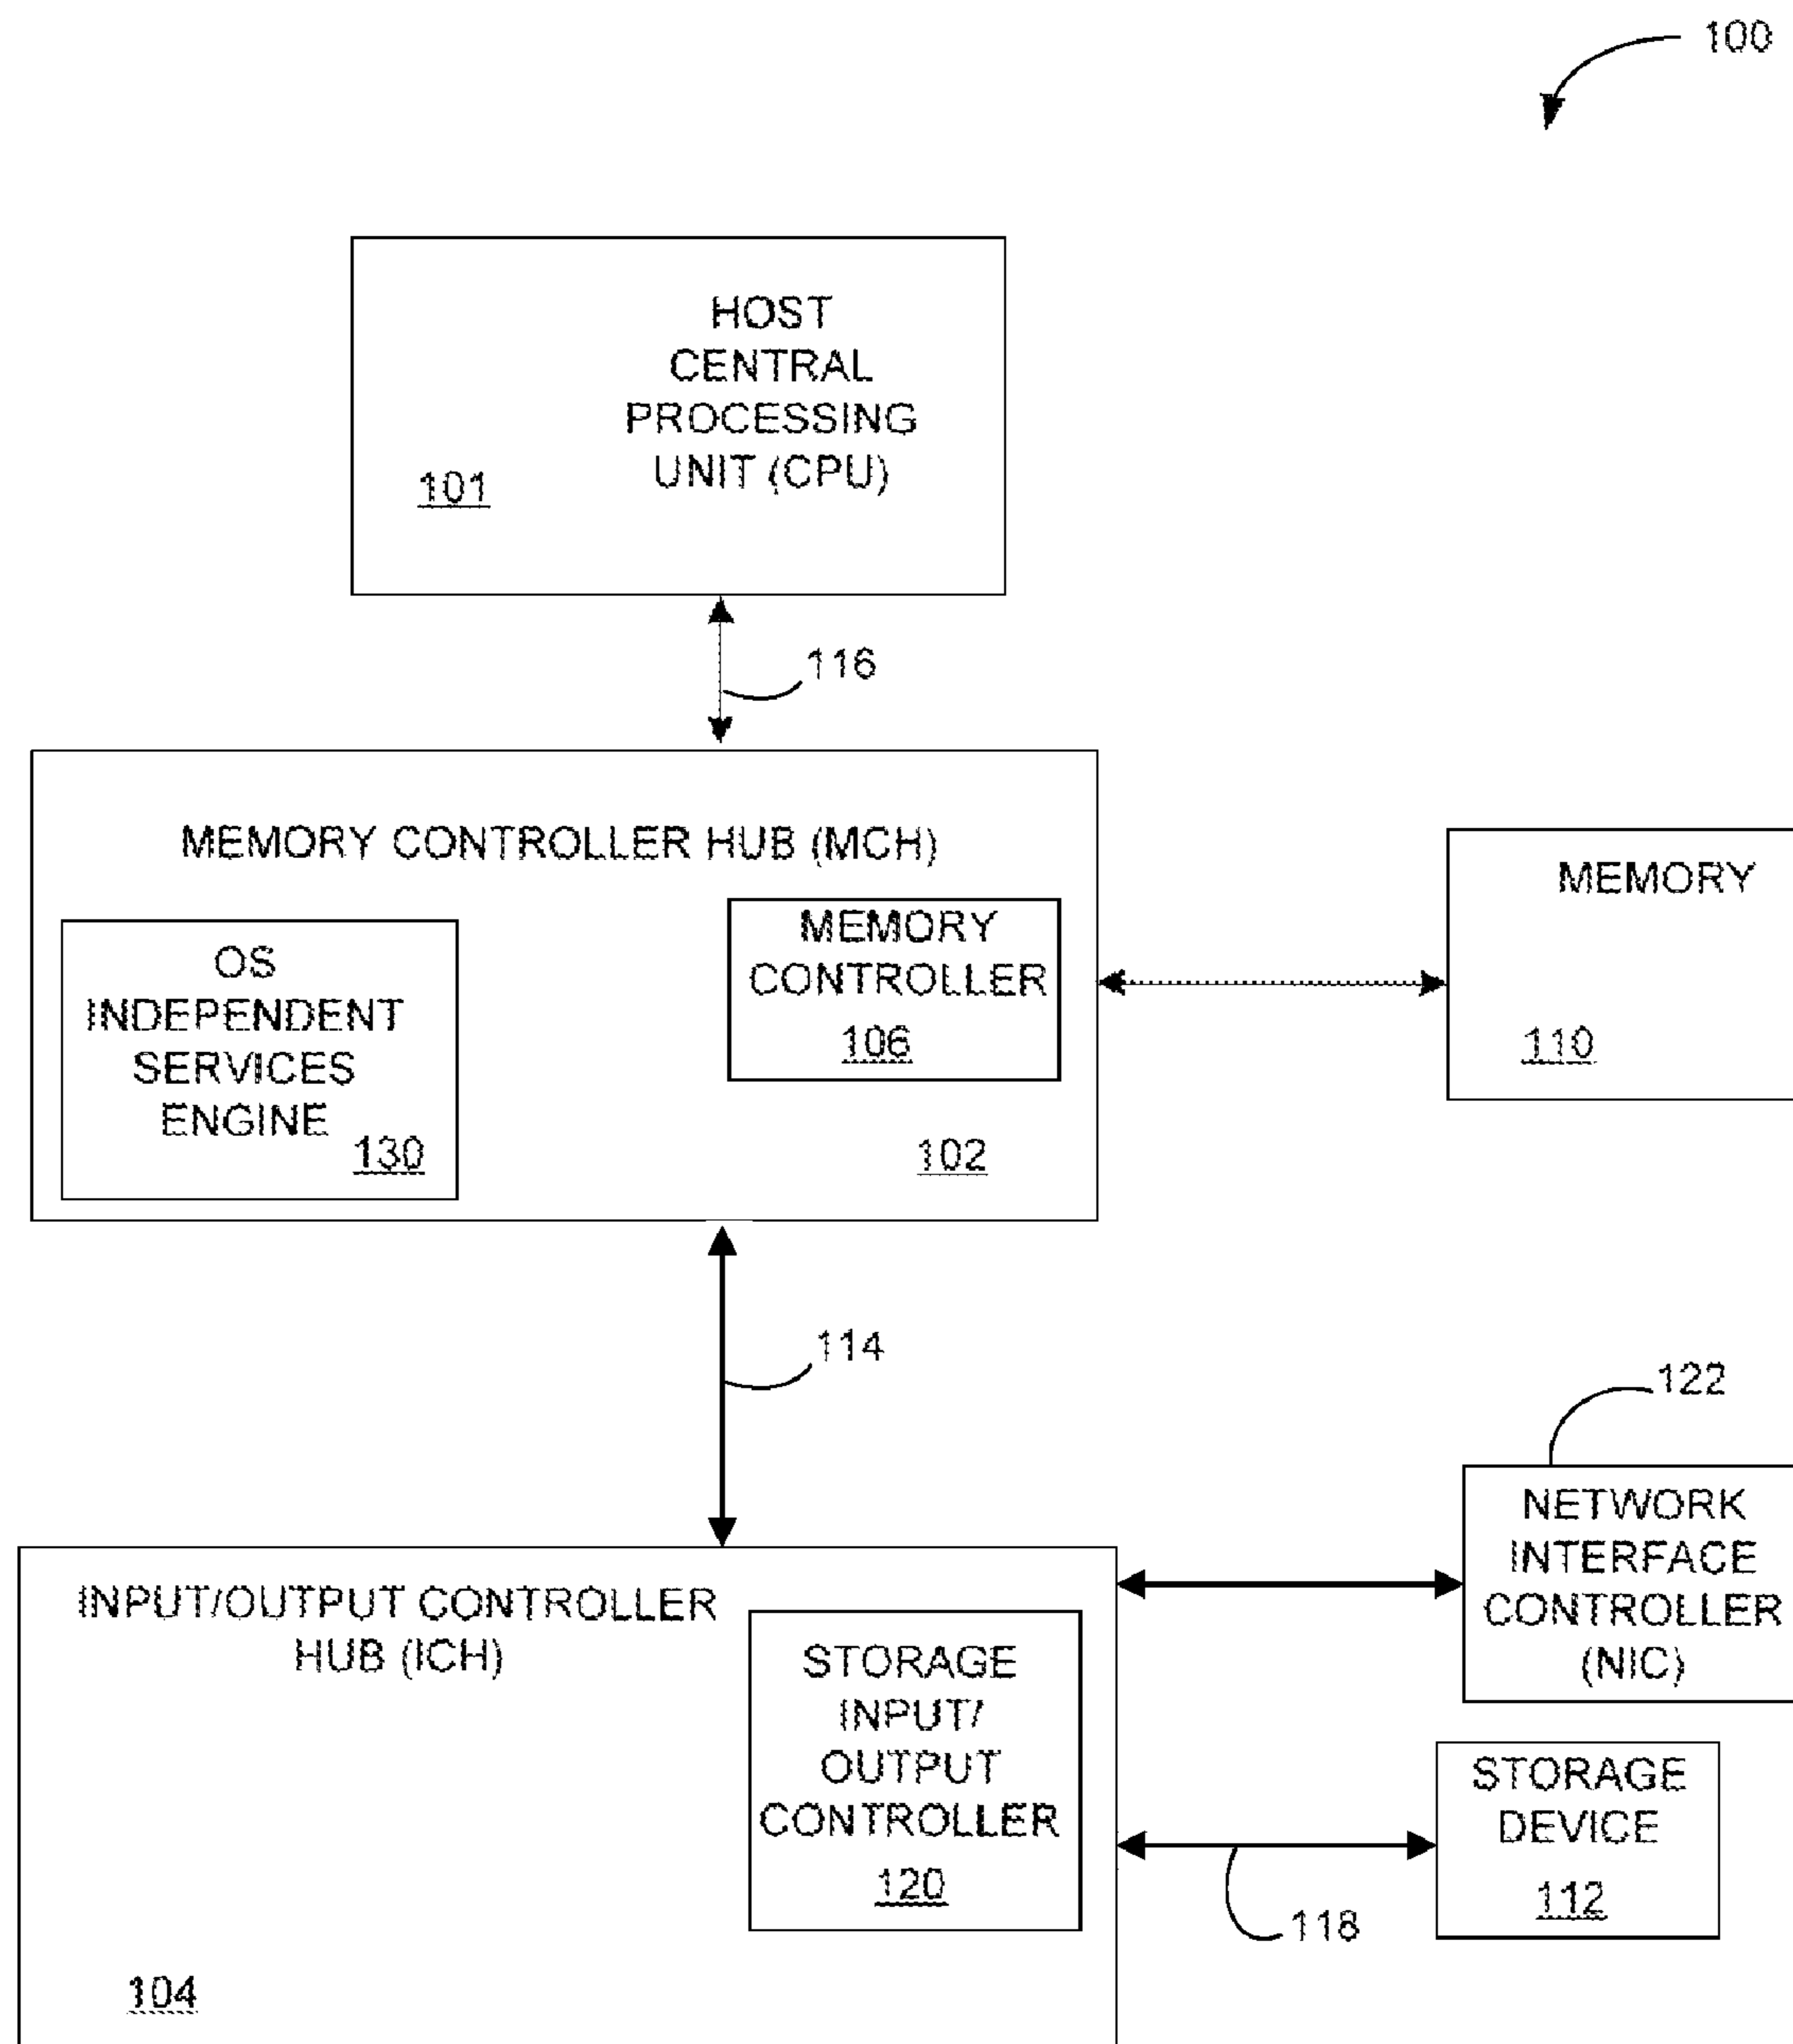 100
HOST
CENTRAL
PROCESSING
UNIT (CPU)
101
116
MEMORY CONTROLLER HUB (MCH)
OS
INDEPENDENT
SERVICES
ENGINE
130
MEMORY
CONTROLLER
106
102
MEMORY
110
114
122
NETWORK
INTERFACE
CONTROLLER
(NIC)
INPUT/OUTPUT CONTROLLER
HUB (ICH)
STORAGE
INPUT/
OUTPUT
CONTROLLER
120
104
118
STORAGE
DEVICE
112